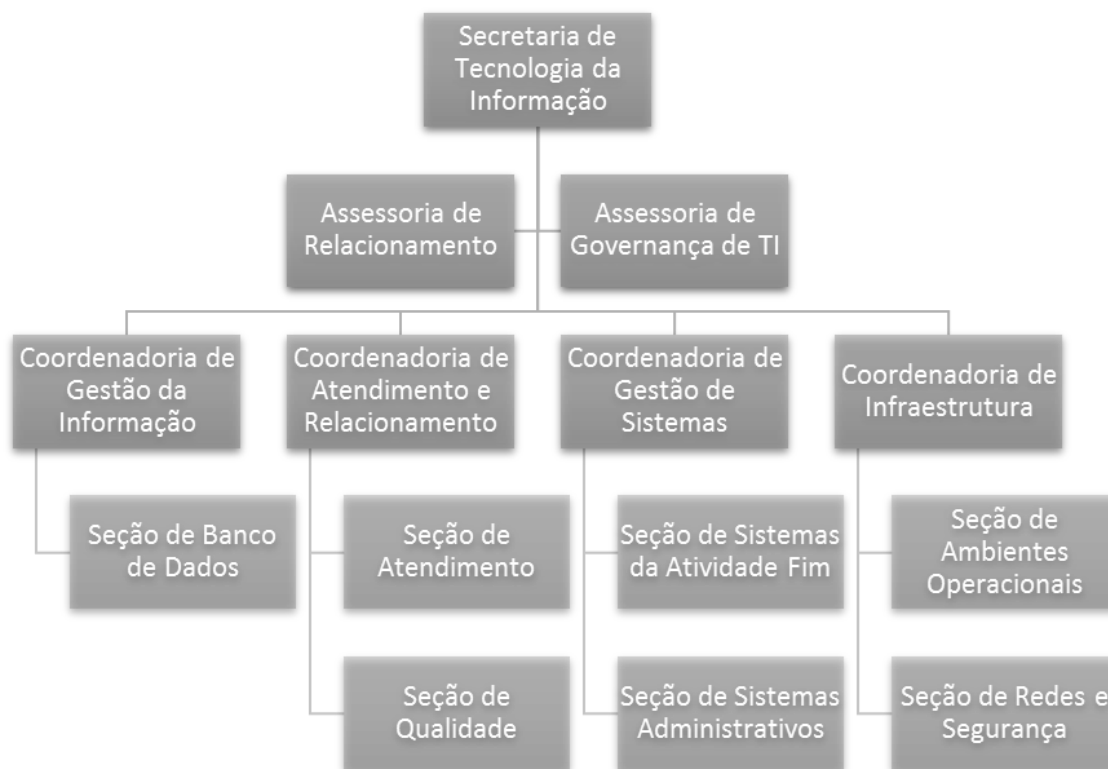 Secretaria de
Tecnologia da
Informação
Assessoria de
Relacionamento
Assessoria de
Governança de TI
Coordenadoria de
Gestão da
Informação
Coordenadoria de
Atendimento e
Relacionamento
Coordenadoria de
Gestão de
Sistemas
Coordenadoria de
Infraestrutura
Seção de Banco
de Dados
Seção de
Atendimento
Seção de Sistemas
da Atividade Fim
Seção de
Ambientes
Operacionais
Seção de
Qualidade
Seção de Sistemas
Administrativos
Seção de Redes e
Segurança